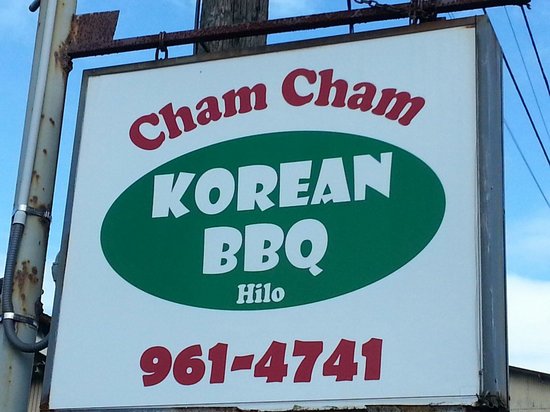 Cham Cham
KOREAN
BBQ
Hilo
961-4741